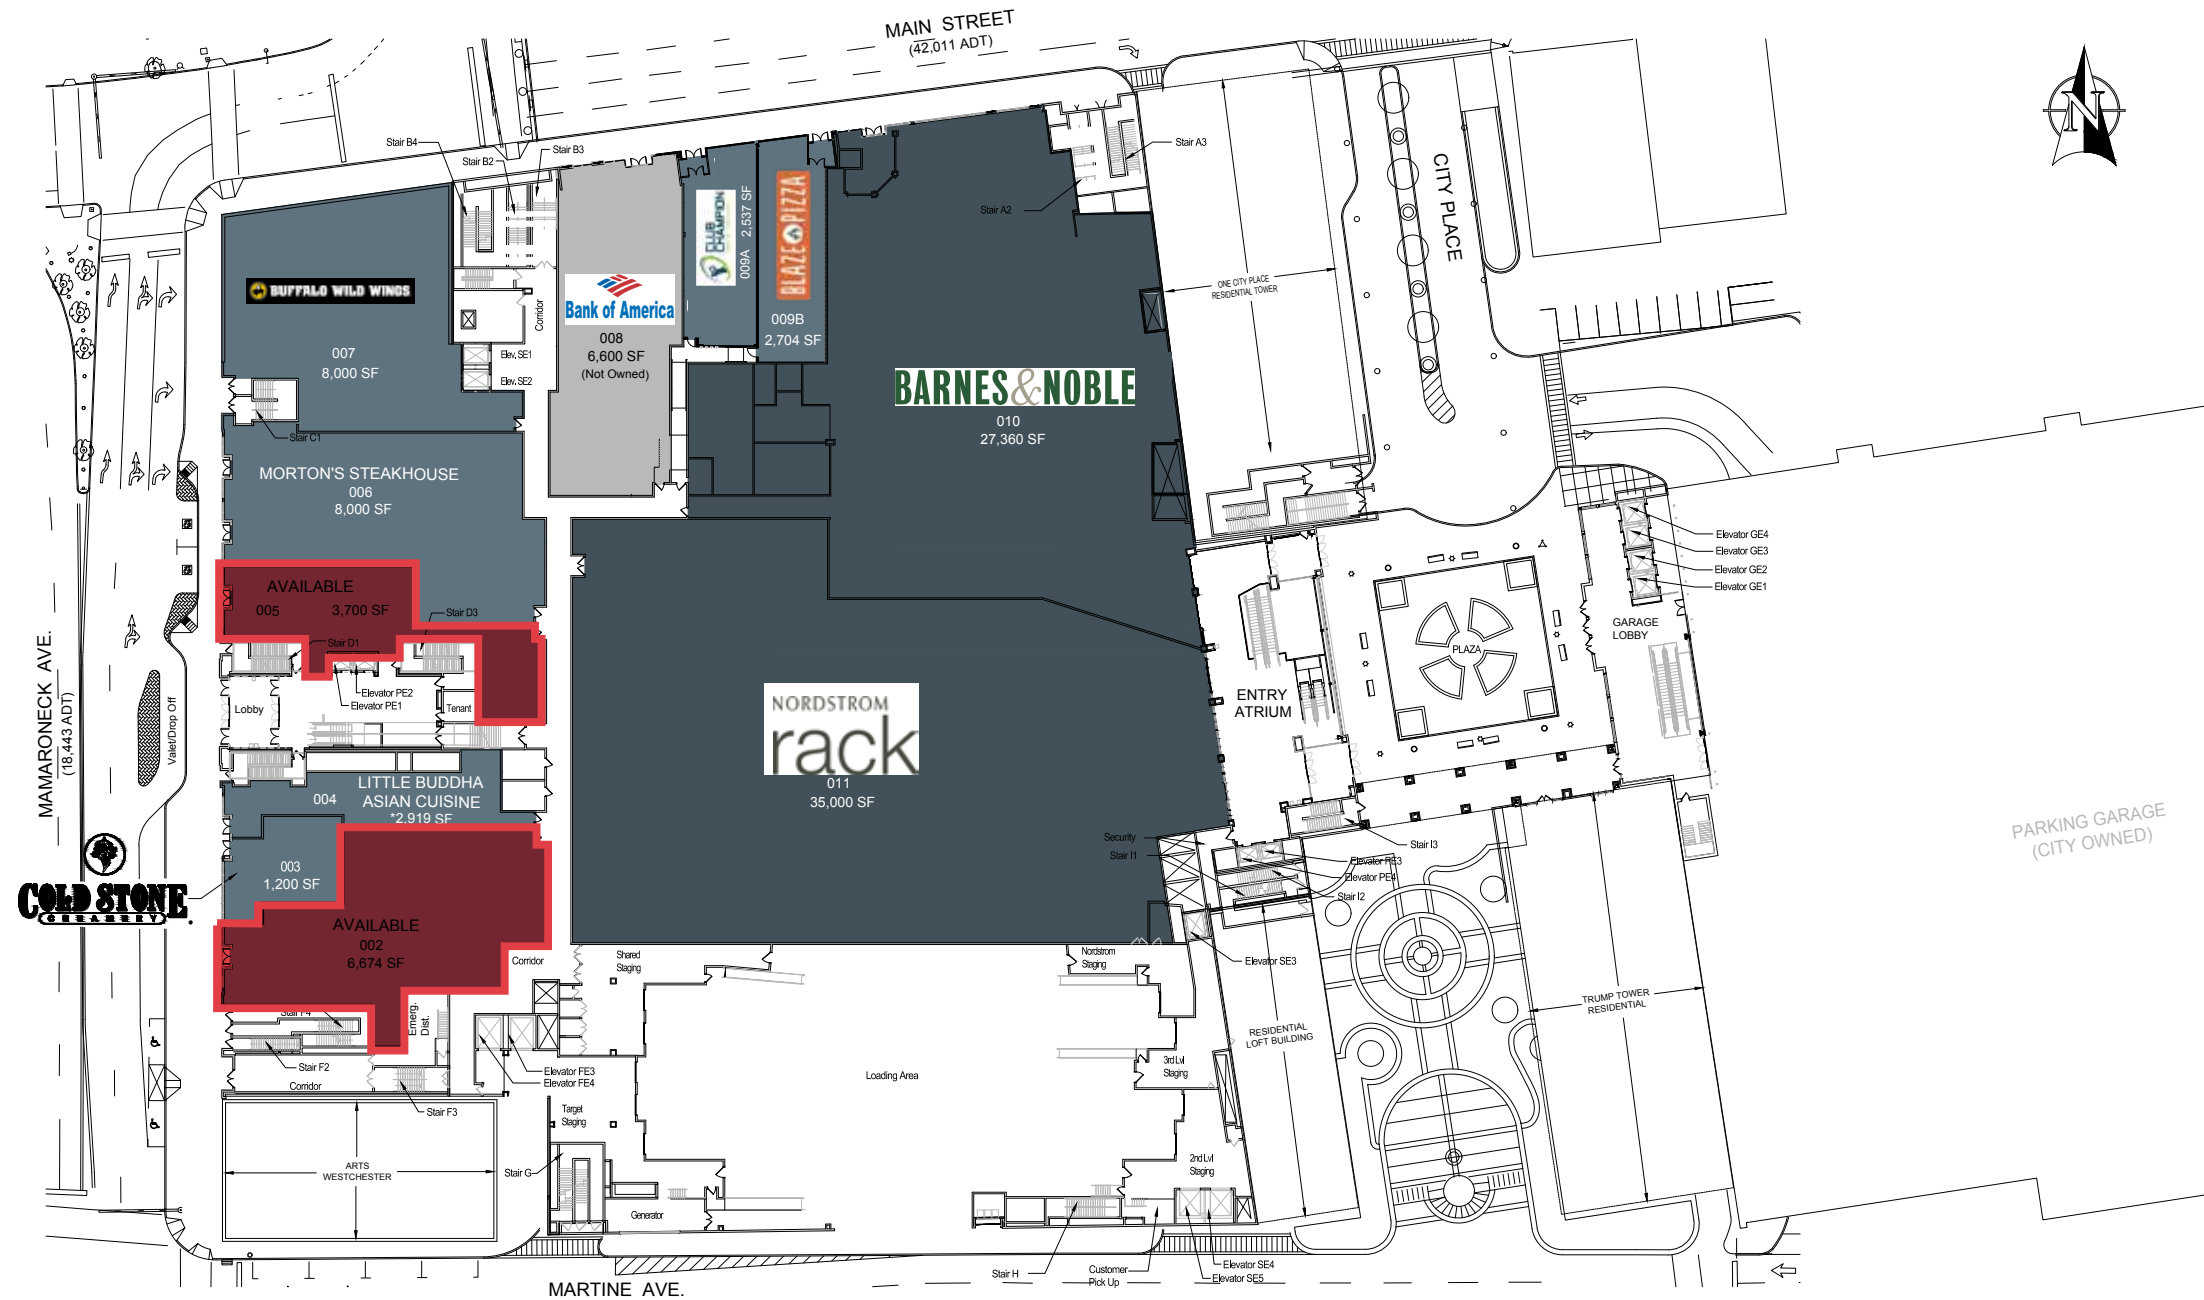 MAIN STREET
(42,011 ADT)
N
Stair B4
Stair B2
Stair B3
Stair A3
Stair A2
CITY PLACE
ONE CITY PLACE
RESIDENTIAL TOWER
BUFFALO WILD WINGS
007
8,000 SF
Corridor
Elev. SE1
Elev. SE2
Bank of America
008
6,600 SF
(Not Owned)
CLUB
CHAMPION
009A 2,537 SF
BLAZE PIZZA
009B
2,704 SF
BARNES&NOBLE
010
27,360 SF
Stair C1
MORTON'S STEAKHOUSE
006
8,000 SF
AVAILABLE
005 3,700 SF
Stair D3
Stair D1
Elevator PE2
Elevator PE1
Lobby
Tenant
Valet/Drop Off
MAMARONECK AVE.
(18,443 ADT)
LITTLE BUDDHA
ASIAN CUISINE
*2,919 SF
004
003
1,200 SF
COLD STONE
CREAMERY
AVAILABLE
002
6,674 SF
Corridor
Stair F4
Emerg.
Dist.
Stair F2
Corridor
Stair F3
Elevator FE3
Elevator FE4
NORDSTROM
rack
011
35,000 SF
ENTRY
ATRIUM
PLAZA
GARAGE
LOBBY
Elevator GE4
Elevator GE3
Elevator GE2
Elevator GE1
PARKING GARAGE
(CITY OWNED)
Security
Stair I1
Stair I3
Elevator PE3
Elevator PE4
Stair I2
Elevator SE3
Shared
Staging
Nordstrom
Staging
TRUMP TOWER
RESIDENTIAL
RESIDENTIAL
LOFT BUILDING
3rd Lvl
Staging
Loading Area
Target
Staging
2nd Lvl
Staging
ARTS
WESTCHESTER
Stair G
Generator
Stair H
Customer
Pick Up
Elevator SE4
Elevator SE5
MARTINE AVE.